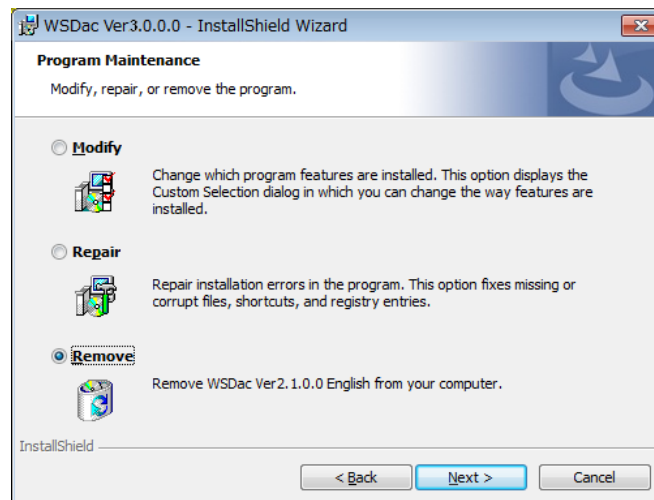 WSDac Ver3.0.0.0 - InstallShield Wizard
Program Maintenance
Modify, repair, or remove the program.
Modify
Change which program features are installed. This option displays the
Custom Selection dialog in which you can change the way features are
installed.
Repair
Repair installation errors in the program. This option fixes missing or
corrupt files, shortcuts, and registry entries.
Remove
Remove WSDac Ver2.1.0.0 English from your computer.
InstallShield
< Back
Next >
Cancel